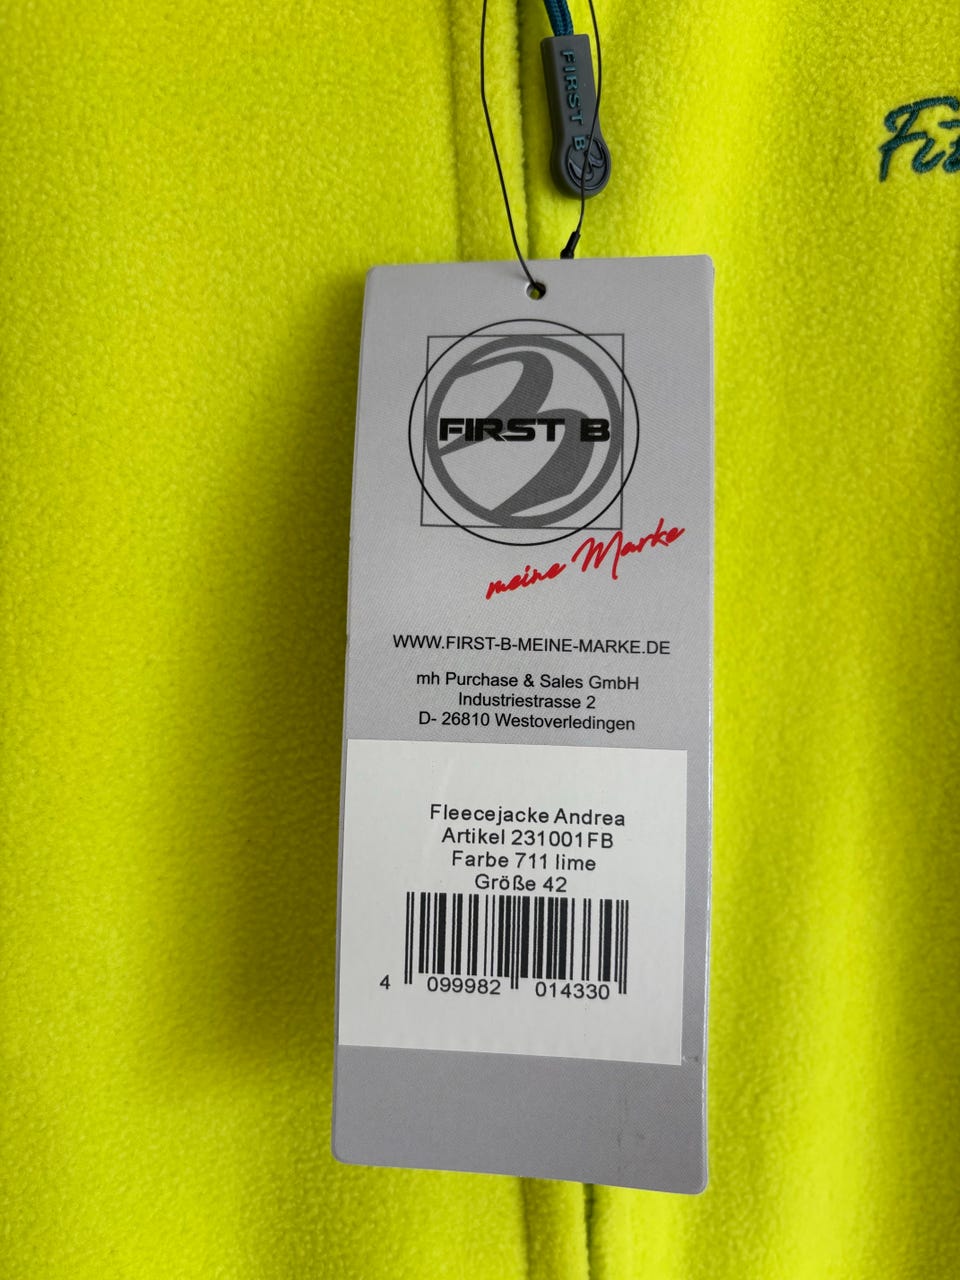 FIRST B
FIRST B
meine Marke
WWW.FIRST-B-MEINE-MARKE.DE
mh Purchase & Sales GmbH
Industriestrasse 2
D- 26810 Westoverledingen
Fleecejacke Andrea
Artikel 231001FB
Farbe 711 lime
Größe 42
4 099982 014330